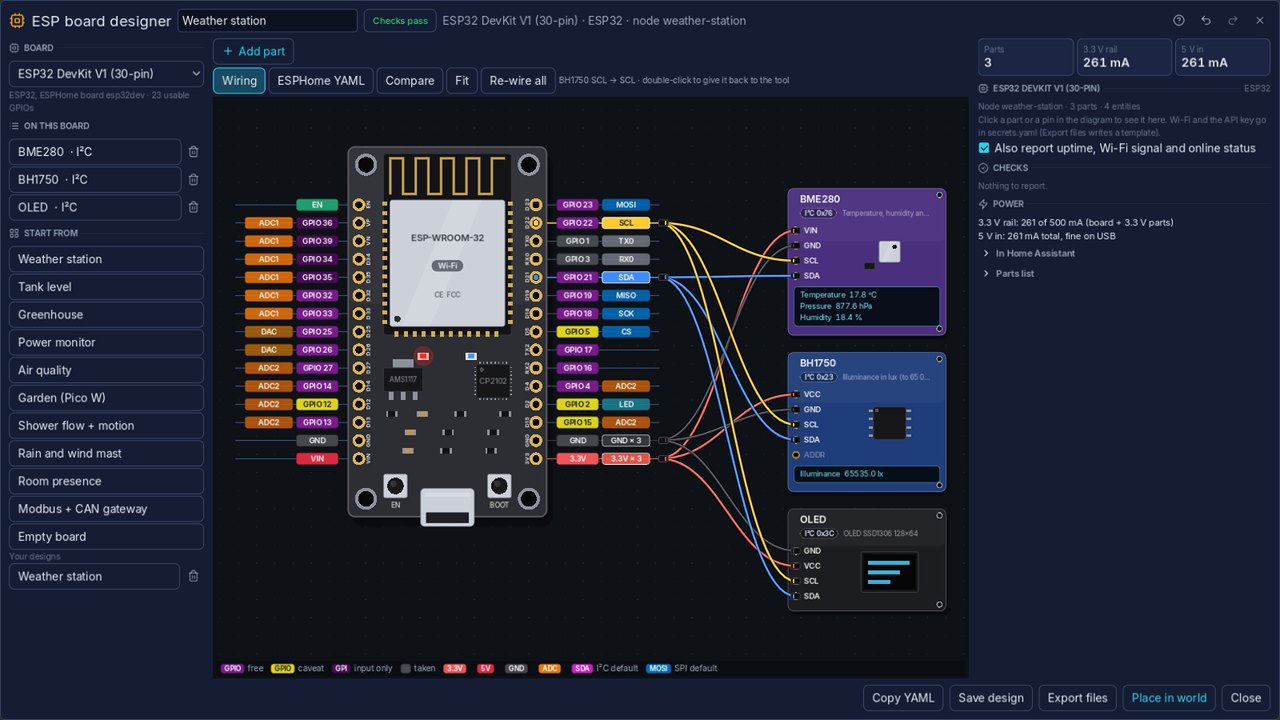 ESP board designer
Weather station
Checks pass
ESP32 DevKit V1 (30-pin) · ESP32 · node weather-station
BOARD
ESP32 DevKit V1 (30-pin)
ESP32, ESPHome board esp32dev · 23 usable
GPIOs
ON THIS BOARD
BME280 · I²C
BH1750 · I²C
OLED · I²C
START FROM
Weather station
Tank level
Greenhouse
Power monitor
Air quality
Garden (Pico W)
Shower flow + motion
Rain and wind mast
Room presence
Modbus + CAN gateway
Empty board
Your designs
Weather station
+ Add part
Wiring
ESPHome YAML
Compare
Fit
Re-wire all
BH1750 SCL → SCL · double-click to give it back to the tool
EN
ADC1 GPIO 36
ADC1 GPIO 39
ADC1 GPIO 34
ADC1 GPIO 35
ADC1 GPIO 32
ADC1 GPIO 33
DAC GPIO 25
DAC GPIO 26
ADC2 GPIO 27
ADC2 GPIO 14
ADC2 GPIO 12
ADC2 GPIO 13
GND
VIN
ESP-WROOM-32
Wi-Fi
CE FCC
AMS1117
CP2102
EN
BOOT
GPIO 23 MOSI
GPIO 22 SCL
GPIO 1 TX0
GPIO 3 RX0
GPIO 21 SDA
GPIO 19 MISO
GPIO 18 SCK
GPIO 5 CS
GPIO 17
GPIO 16
GPIO 4 ADC2
GPIO 2 LED
GPIO 15 ADC2
GND GND × 3
3.3V 3.3V × 3
BME280
I²C 0x76 Temperature, humidity an…
VIN
GND
SCL
SDA
Temperature 17.8 °C
Pressure 877.6 hPa
Humidity 18.4 %
BH1750
I²C 0x23 Illuminance in lux (to 65 0…
VCC
GND
SCL
SDA
ADDR
Illuminance 65535.0 lx
OLED
I²C 0x3C OLED SSD1306 128×64
GND
VCC
SCL
SDA
GPIO free GPIO caveat GPI input only taken 3.3V 5V GND ADC SDA I²C default MOSI SPI default
Parts
3
3.3 V rail
261 mA
5 V in
261 mA
ESP32 DEVKIT V1 (30-PIN) ESP32
Node weather-station · 3 parts · 4 entities
Click a part or a pin in the diagram to see it here. Wi-Fi and the API key go
in secrets.yaml (Export files writes a template).
Also report uptime, Wi-Fi signal and online status
CHECKS
Nothing to report.
POWER
3.3 V rail: 261 of 500 mA (board + 3.3 V parts)
5 V in: 261 mA total, fine on USB
In Home Assistant
Parts list
Copy YAML
Save design
Export files
Place in world
Close